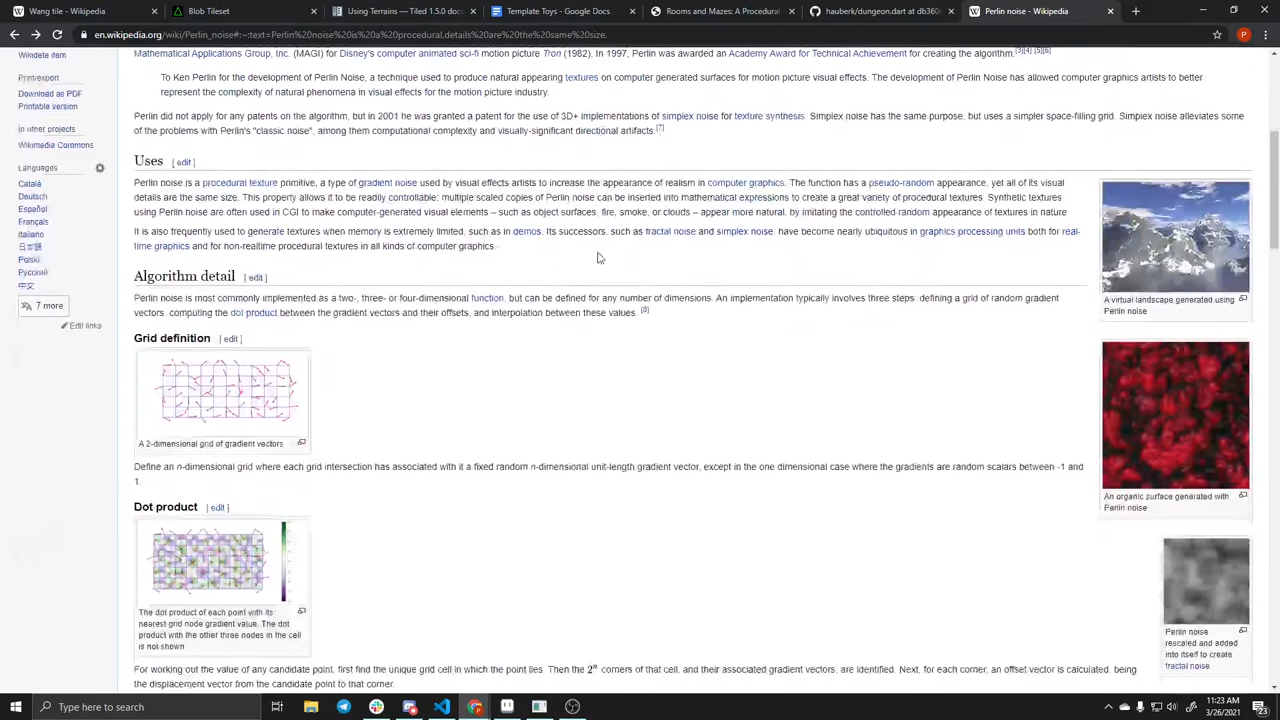 Wang tile - Wikipedia
Blob Tileset
Using Terrains — Tiled 1.5.0 doc
Template Toys - Google Docs
Rooms and Mazes: A Procedural
hauberk/dungeon.dart at db360
Perlin noise - Wikipedia
en.wikipedia.org/wiki/Perlin_noise#:~:text=Perlin%20noise%20is%20a%20procedural,details%20are%20the%20same%20size.
P
Wikidata item
Print/export
Download as PDF
Printable version
In other projects
Wikimedia Commons
Languages
Català
Deutsch
Español
Français
Italiano
日本語
Polski
Русский
中文
7 more
Edit links
Mathematical Applications Group, Inc. (MAGI) for Disney's computer animated sci-fi motion picture Tron (1982). In 1997, Perlin was awarded an Academy Award for Technical Achievement for creating the algorithm.[3][4] [5][6]
To Ken Perlin for the development of Perlin Noise, a technique used to produce natural appearing textures on computer generated surfaces for motion picture visual effects. The development of Perlin Noise has allowed computer graphics artists to better
represent the complexity of natural phenomena in visual effects for the motion picture industry.
Perlin did not apply for any patents on the algorithm, but in 2001 he was granted a patent for the use of 3D+ implementations of simplex noise for texture synthesis. Simplex noise has the same purpose, but uses a simpler space-filling grid. Simplex noise alleviates some
of the problems with Perlin's "classic noise", among them computational complexity and visually-significant directional artifacts.[7]
Uses [ edit ]
Perlin noise is a procedural texture primitive, a type of gradient noise used by visual effects artists to increase the appearance of realism in computer graphics. The function has a pseudo-random appearance, yet all of its visual
details are the same size. This property allows it to be readily controllable; multiple scaled copies of Perlin noise can be inserted into mathematical expressions to create a great variety of procedural textures. Synthetic textures
using Perlin noise are often used in CGI to make computer-generated visual elements – such as object surfaces, fire, smoke, or clouds – appear more natural, by imitating the controlled random appearance of textures in nature
It is also frequently used to generate textures when memory is extremely limited, such as in demos. Its successors, such as fractal noise and simplex noise, have become nearly ubiquitous in graphics processing units both for real-
time graphics and for non-realtime procedural textures in all kinds of computer graphics.
Algorithm detail [ edit ]
Perlin noise is most commonly implemented as a two-, three- or four-dimensional function, but can be defined for any number of dimensions. An implementation typically involves three steps: defining a grid of random gradient
vectors, computing the dot product between the gradient vectors and their offsets, and interpolation between these values. [8]
Grid definition [ edit ]
A 2-dimensional grid of gradient vectors
Define an n-dimensional grid where each grid intersection has associated with it a fixed random n-dimensional unit-length gradient vector, except in the one dimensional case where the gradients are random scalars between -1 and
1.
Dot product [ edit ]
The dot product of each point with its
nearest grid node gradient value. The dot
product with the other three nodes in the cell
is not shown
For working out the value of any candidate point, first find the unique grid cell in which the point lies. Then the 2ⁿ corners of that cell, and their associated gradient vectors, are identified. Next, for each corner, an offset vector is calculated, being
the displacement vector from the candidate point to that corner.
A virtual landscape generated using
Perlin noise
An organic surface generated with
Perlin noise
Perlin noise
rescaled and added
into itself to create
fractal noise.
Type here to search
11:23 AM
3/26/2021
23